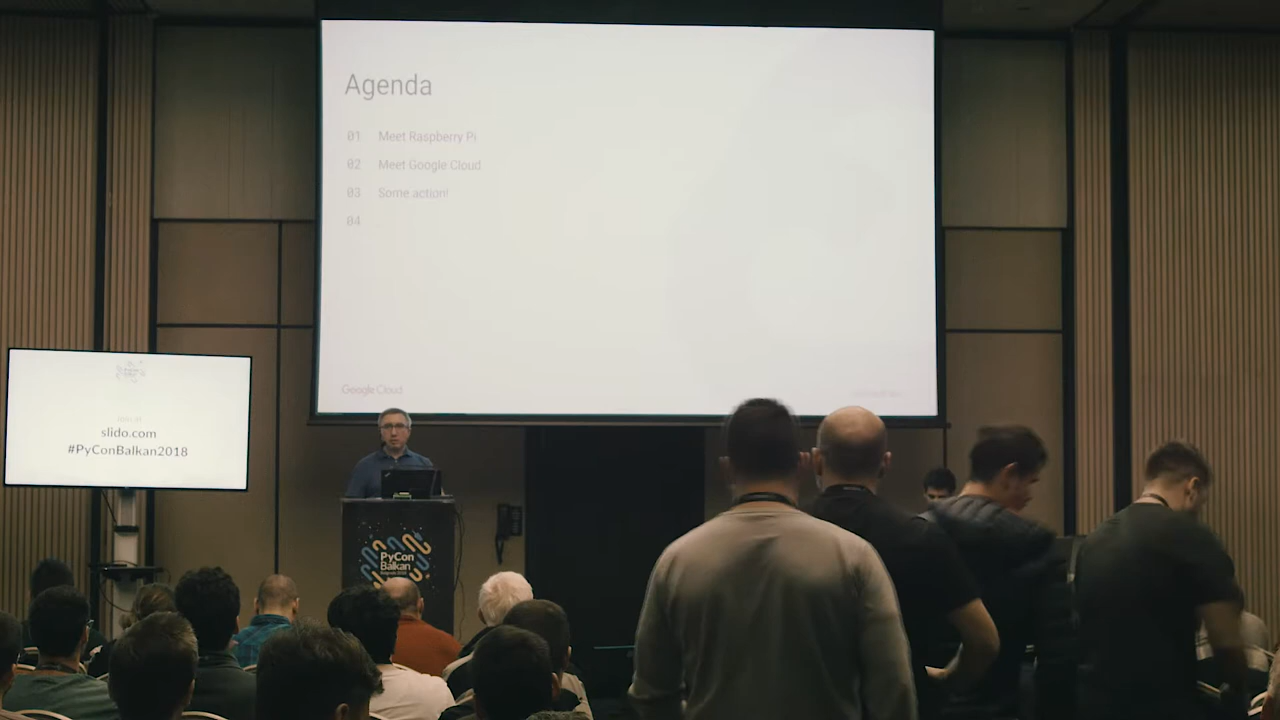 Agenda
01 Meet Raspberry Pi
02 Meet Google Cloud
03 Some action!
04
Google Cloud
slido.com
#PyConBalkan2018
PyCon
Balkan